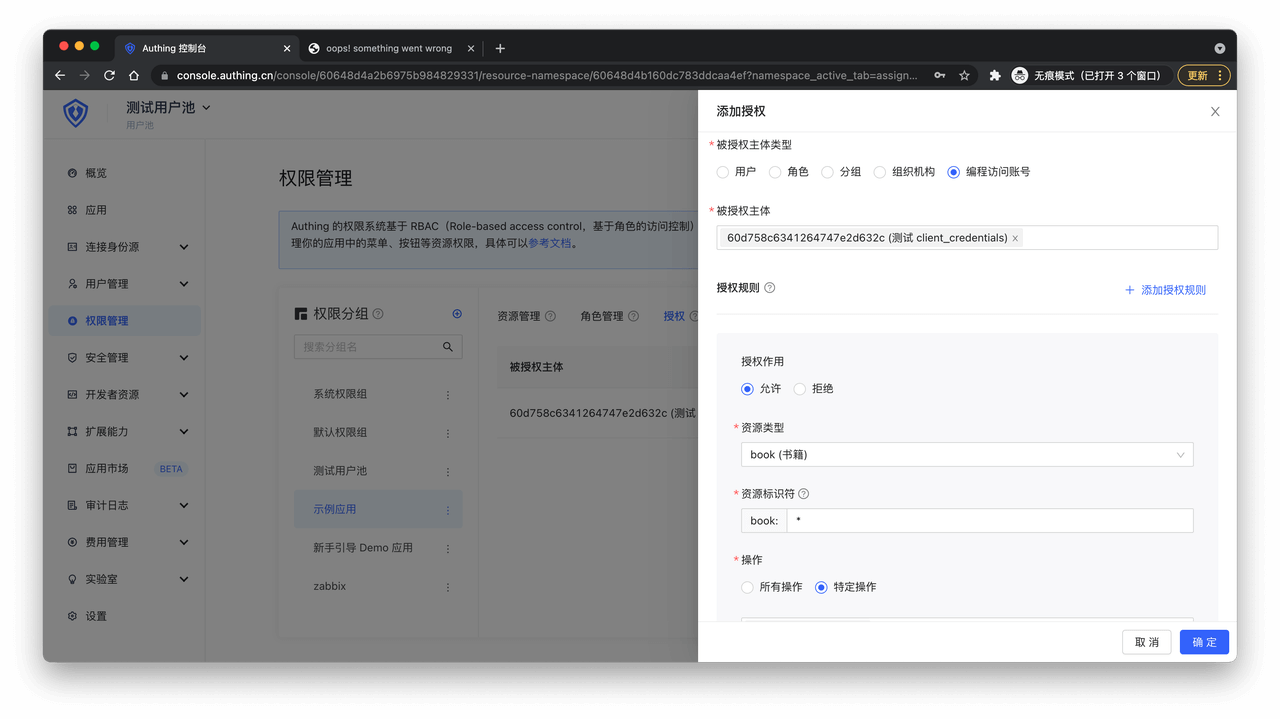 Authing 控制台
oops! something went wrong
console.authing.cn/console/60648d4a2b6975b984829331/resource-namespace/60648d4b160dc783ddcaa4ef?namespace_active_tab=assign...
无痕模式（已打开 3 个窗口）
更新
测试用户池
用户池
概览
应用
连接身份源
用户管理
权限管理
安全管理
开发者资源
扩展能力
应用市场 BETA
审计日志
费用管理
实验室
设置
权限管理
Authing 的权限系统基于 RBAC（Role-based access control，基于角色的访问控制）
理你的应用中的菜单、按钮等资源权限，具体可以参考文档。
权限分组
搜索分组名
系统权限组
默认权限组
测试用户池
示例应用
新手引导 Demo 应用
zabbix
资源管理 角色管理 授权
被授权主体
60d758c6341264747e2d632c (测试
添加授权
* 被授权主体类型
用户 角色 分组 组织机构 编程访问账号
* 被授权主体
60d758c6341264747e2d632c (测试 client_credentials) ×
授权规则
+ 添加授权规则
授权作用
允许 拒绝
* 资源类型
book (书籍)
* 资源标识符
book: *
* 操作
所有操作 特定操作
取 消 确 定